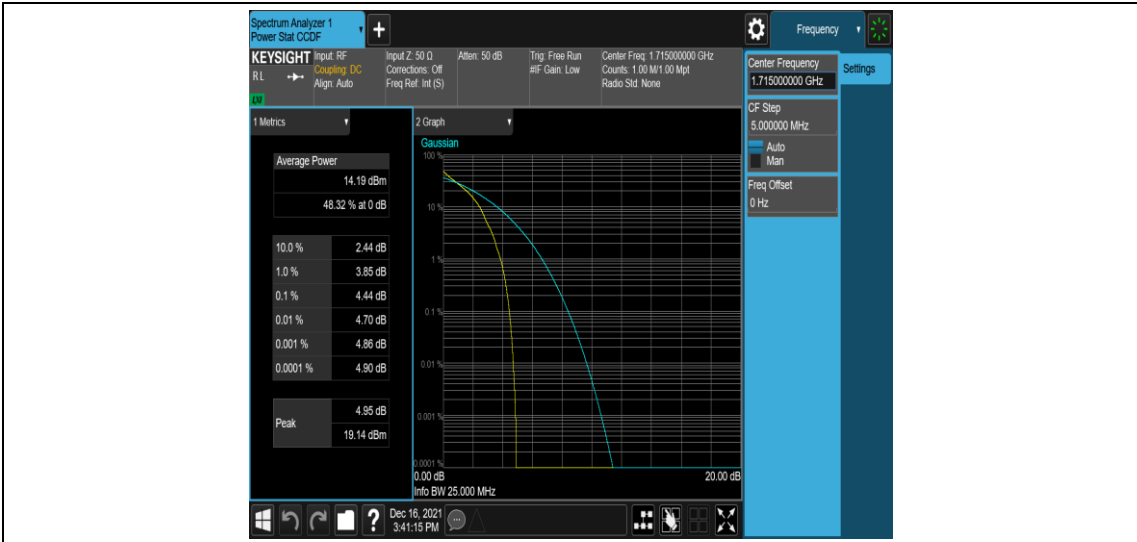 Spectrum Analyzer 1
Power Stat CCDF
+
Frequency
KEYSIGHT
RL
LXI
Input: RF
Coupling: DC
Align: Auto
Input Z: 50 Ω
Corrections: Off
Freq Ref: Int (S)
Atten: 50 dB
Trig: Free Run
#IF Gain: Low
Center Freq: 1.715000000 GHz
Counts: 1.00 M/1.00 Mpt
Radio Std: None
Center Frequency
1.715000000 GHz
Settings
CF Step
5.000000 MHz
Auto
Man
Freq Offset
0 Hz
1 Metrics
Average Power
14.19 dBm
48.32 % at 0 dB
10.0 % 2.44 dB
1.0 % 3.85 dB
0.1 % 4.44 dB
0.01 % 4.70 dB
0.001 % 4.86 dB
0.0001 % 4.90 dB
Peak
4.95 dB
19.14 dBm
2 Graph
Gaussian
100 %
10 %
1 %
0.1 %
0.01 %
0.001 %
0.0001 %
0.00 dB
20.00 dB
Info BW 25.000 MHz
?
Dec 16, 2021
3:41:15 PM